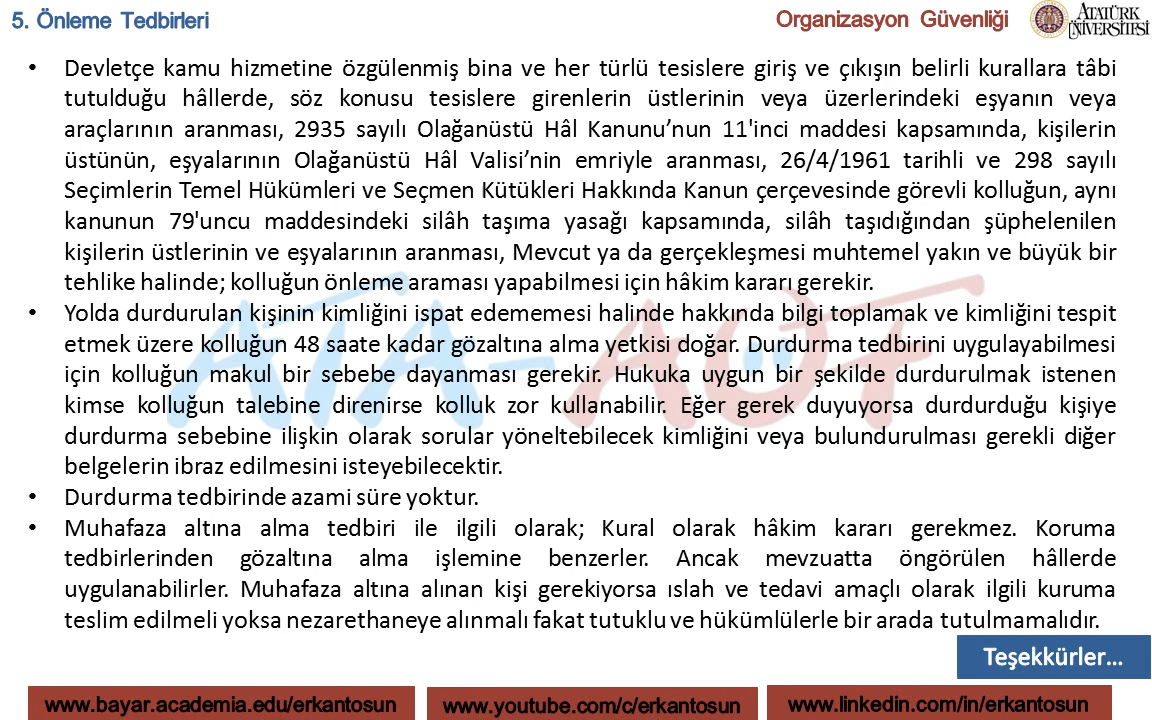 5. Önleme Tedbirleri
Organizasyon Güvenliği
ATATÜRK
ÜNİVERSİTESİ
• Devletçe kamu hizmetine özgülenmiş bina ve her türlü tesislere giriş ve çıkışın belirli kurallara tâbi
tutulduğu hâllerde, söz konusu tesislere girenlerin üstlerinin veya üzerlerindeki eşyanın veya
araçlarının aranması, 2935 sayılı Olağanüstü Hâl Kanunu’nun 11'inci maddesi kapsamında, kişilerin
üstünün, eşyalarının Olağanüstü Hâl Valisi’nin emriyle aranması, 26/4/1961 tarihli ve 298 sayılı
Seçimlerin Temel Hükümleri ve Seçmen Kütükleri Hakkında Kanun çerçevesinde görevli kolluğun, aynı
kanunun 79'uncu maddesindeki silâh taşıma yasağı kapsamında, silâh taşıdığından şüphelenilen
kişilerin üstlerinin ve eşyalarının aranması, Mevcut ya da gerçekleşmesi muhtemel yakın ve büyük bir
tehlike halinde; kolluğun önleme araması yapabilmesi için hâkim kararı gerekir.
• Yolda durdurulan kişinin kimliğini ispat edememesi halinde hakkında bilgi toplamak ve kimliğini tespit
etmek üzere kolluğun 48 saate kadar gözaltına alma yetkisi doğar. Durdurma tedbirini uygulayabilmesi
için kolluğun makul bir sebebe dayanması gerekir. Hukuka uygun bir şekilde durdurulmak istenen
kimse kolluğun talebine direnirse kolluk zor kullanabilir. Eğer gerek duyuyorsa durdurduğu kişiye
durdurma sebebine ilişkin olarak sorular yöneltebilecek kimliğini veya bulundurulması gerekli diğer
belgelerin ibraz edilmesini isteyebilecektir.
• Durdurma tedbirinde azami süre yoktur.
• Muhafaza altına alma tedbiri ile ilgili olarak; Kural olarak hâkim kararı gerekmez. Koruma
tedbirlerinden gözaltına alma işlemine benzerler. Ancak mevzuatta öngörülen hâllerde
uygulanabilirler. Muhafaza altına alınan kişi gerekiyorsa ıslah ve tedavi amaçlı olarak ilgili kuruma
teslim edilmeli yoksa nezarethaneye alınmalı fakat tutuklu ve hükümlülerle bir arada tutulmamalıdır.
ATA-AÖF
Teşekkürler…
www.bayar.academia.edu/erkantosun
www.youtube.com/c/erkantosun
www.linkedin.com/in/erkantosun